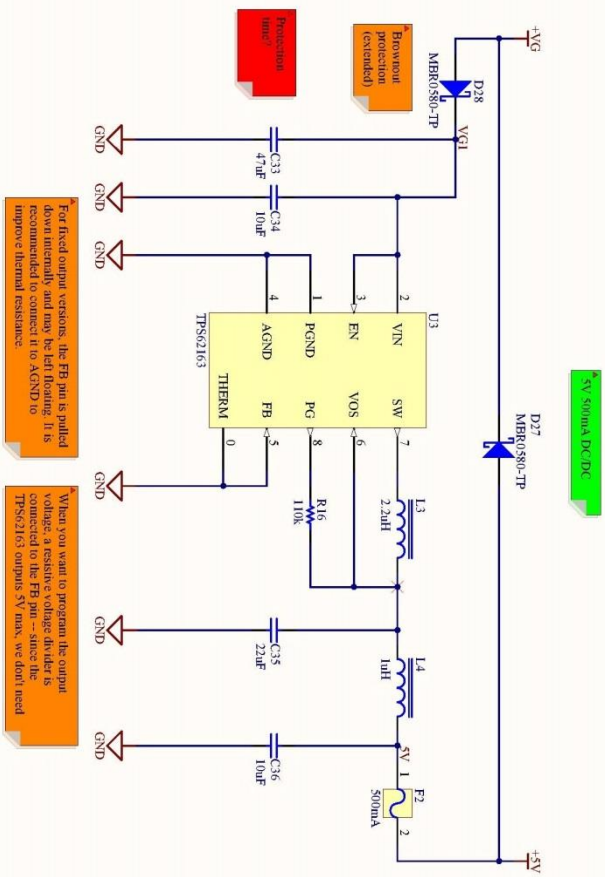 5V 500mA DC/DC
+VG
+5V
D27
MBR0580-TP
D28
MBR0580-TP
VG1
Brownout
protection
(extended)
Protection
time?
C33
47uF
GND
C34
10uF
GND
GND
U3
2
VIN
3
EN
1
PGND
4
AGND
SW
7
VOS
6
PG
8
FB
5
THERM
0
TPS62163
GND
L3
2.2uH
R16
110k
C35
22uF
GND
L4
1uH
5V
C36
10uF
GND
F2
1
2
500mA
For fixed output versions, the FB pin is pulled
down internally and may be left floating. It is
recommended to connect it to AGND to
improve thermal resistance.
When you want to program the output
voltage, a resistive voltage divider is
connected to the FB pin -- since the
TPS62163 outputs 5V max, we don't need